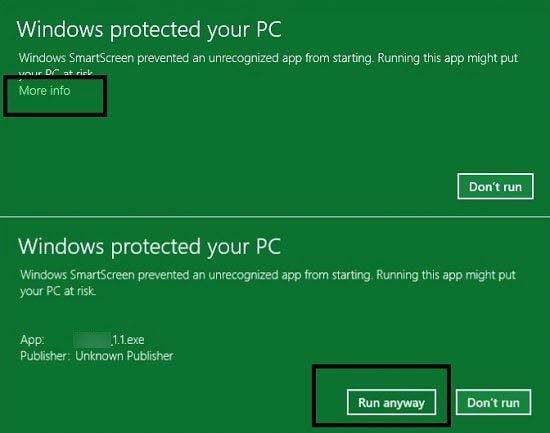 Windows protected your PC
Windows SmartScreen prevented an unrecognized app from starting. Running this app might put
your PC at risk.
More info
Don't run
Windows protected your PC
Windows SmartScreen prevented an unrecognized app from starting. Running this app might put
your PC at risk.
App: _1.1.exe
Publisher: Unknown Publisher
Run anyway Don't run